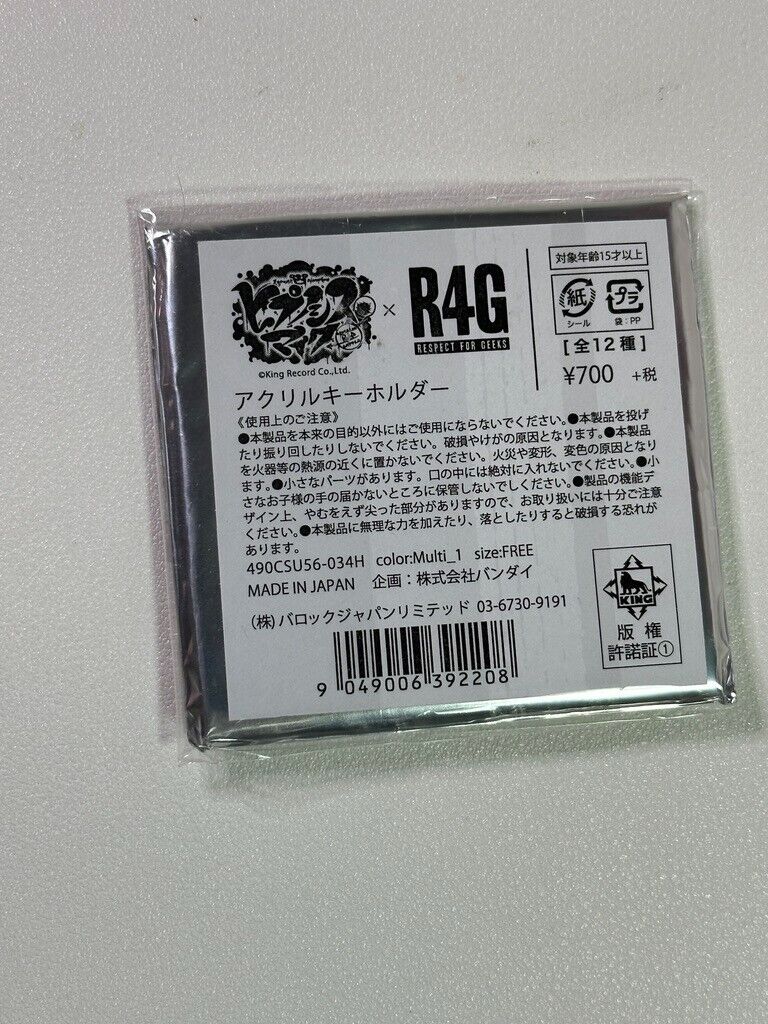 ヒプノシスマイク
×
R4G
RESPECT FOR GEEKS
©King Record Co.,Ltd.
対象年齢15才以上
紙
プラ
シール
袋：PP
[全12種]
¥700 +税
アクリルキーホルダー
《使用上のご注意》
●本製品を本来の目的以外にはご使用にならないでください。●本製品を投げ
たり振り回したりしないでください。破損やけがの原因となります。●本製品
を火器等の熱源の近くに置かないでください。火災や変形、変色の原因となり
ます。●小さなパーツがあります。口の中には絶対に入れないでください。●小
さなお子様の手の届かないところに保管しないでしください。●製品の機能デ
ザイン上、やむをえず尖った部分がありますので、お取り扱いには十分ご注意
ください。●本製品に無理な力を加えたり、落としたりすると破損する恐れが
あります。
490CSU56-034H color:Multi_1 size:FREE
MADE IN JAPAN 企画：株式会社バンダイ
(株)バロックジャパンリミテッド 03-6730-9191
9 049006 392208
KING
版権
許諾証①